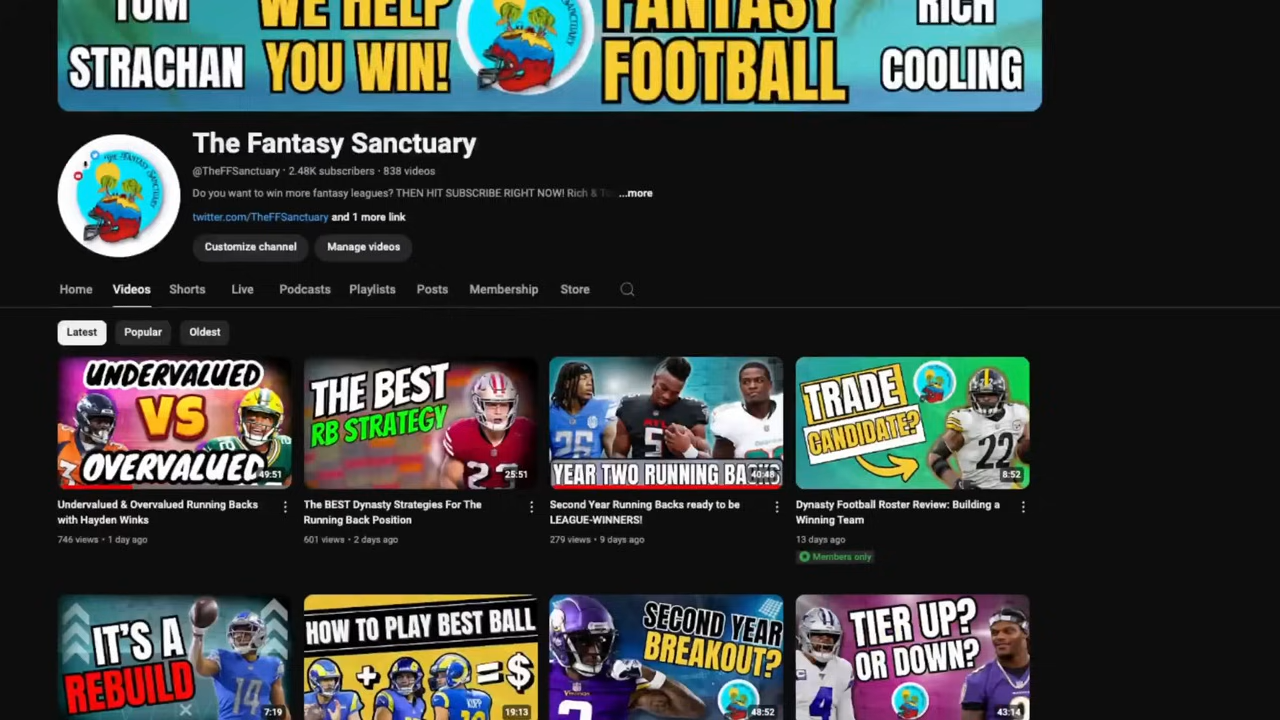 TOM
WE HELP
FANTASY
RICH
STRACHAN
YOU WIN!
FOOTBALL
COOLING
SANCTUARY
The Fantasy Sanctuary
@TheFFSanctuary · 2.48K subscribers · 838 videos
Do you want to win more fantasy leagues? THEN HIT SUBSCRIBE RIGHT NOW! Rich & To ...more
twitter.com/TheFFSanctuary and 1 more link
Customize channel
Manage videos
Home
Videos
Shorts
Live
Podcasts
Playlists
Posts
Membership
Store
Latest
Popular
Oldest
UNDERVALUED
VS
OVERVALUED
49:51
THE BEST
RB STRATEGY
25:51
YEAR TWO RUNNING BACKS
40:48
TRADE
CANDIDATE?
22
8:52
Undervalued & Overvalued Running Backs
with Hayden Winks
746 views · 1 day ago
The BEST Dynasty Strategies For The
Running Back Position
601 views · 2 days ago
Second Year Running Backs ready to be
LEAGUE-WINNERS!
279 views · 9 days ago
Dynasty Football Roster Review: Building a
Winning Team
13 days ago
Members only
IT'S A
REBUILD
14
7:19
HOW TO PLAY BEST BALL
+
=$
19:13
SECOND YEAR
BREAKOUT?
48:52
TIER UP?
OR DOWN?
4
43:14